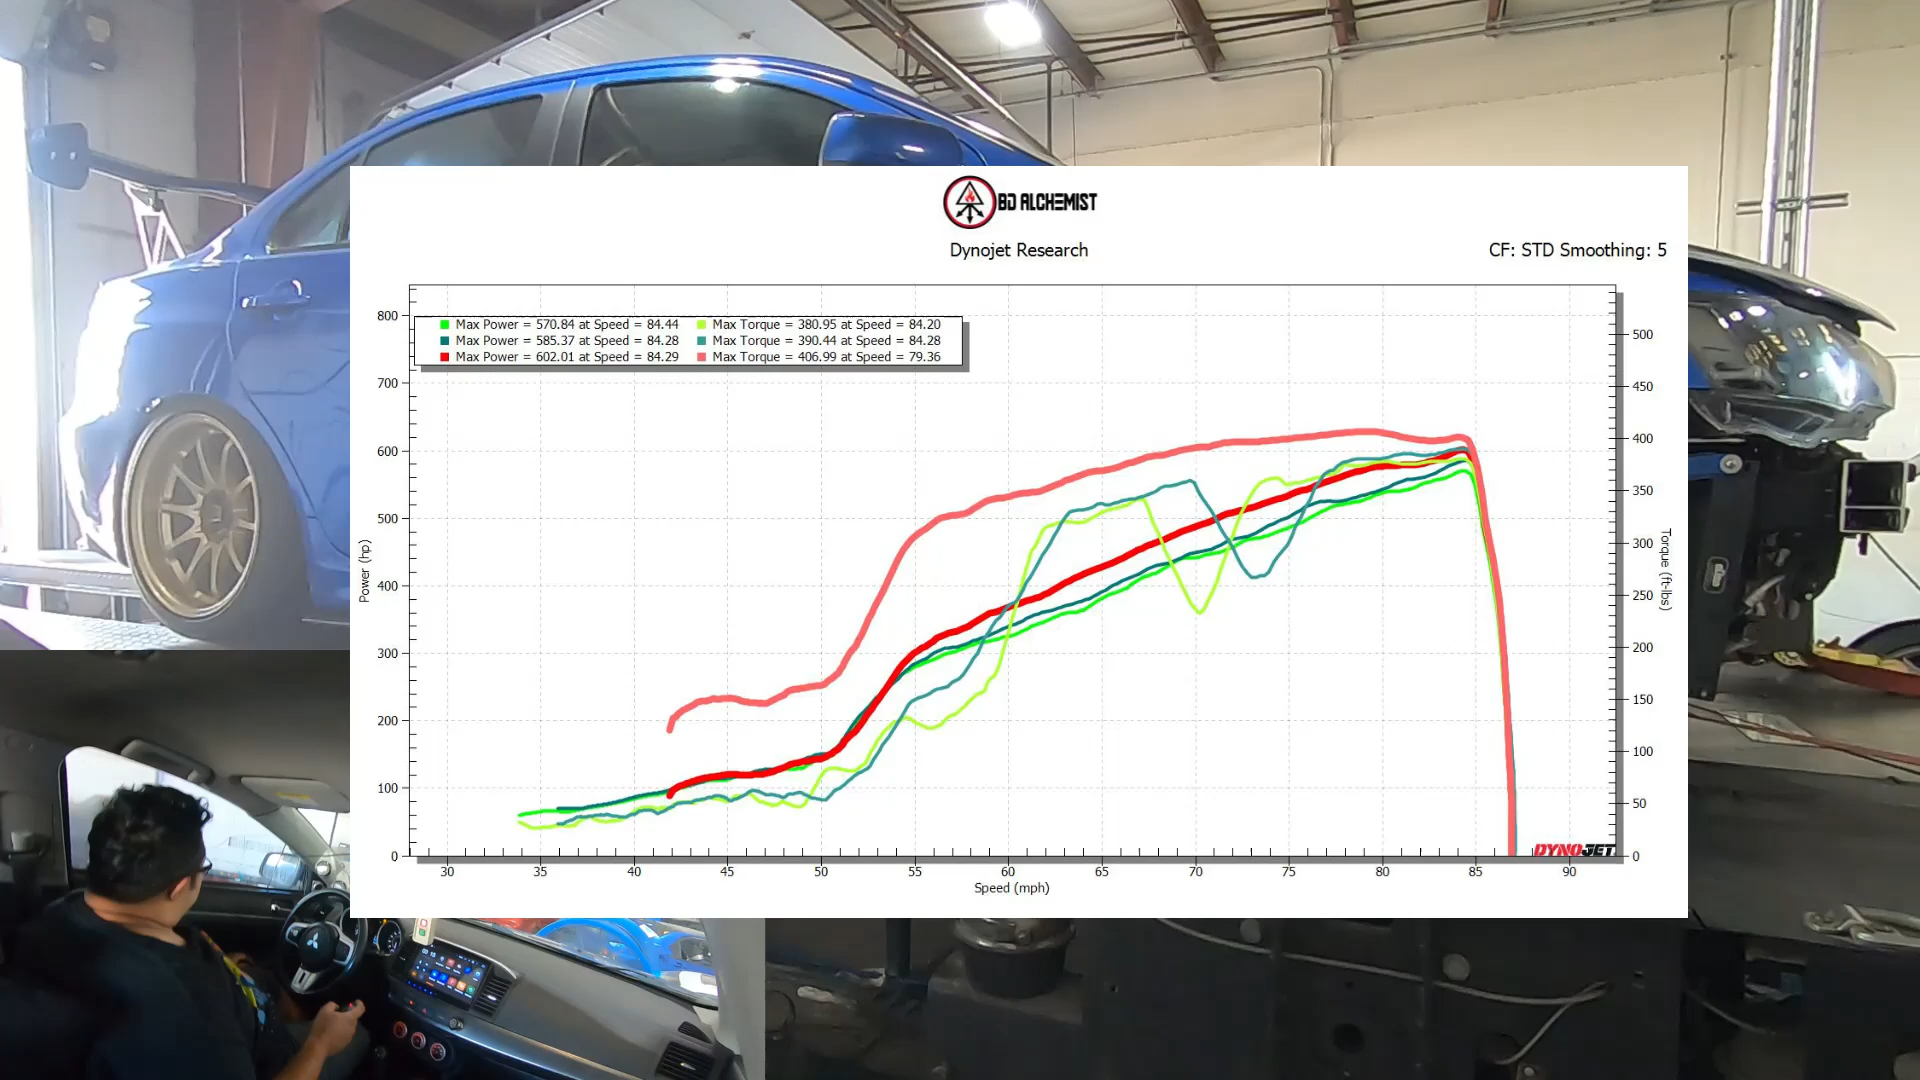 BD ALCHEMIST
Dynojet Research
CF: STD Smoothing: 5
Max Power = 570.84 at Speed = 84.44
Max Torque = 380.95 at Speed = 84.20
Max Power = 585.37 at Speed = 84.28
Max Torque = 390.44 at Speed = 84.28
Max Power = 602.01 at Speed = 84.29
Max Torque = 406.99 at Speed = 79.36
Power (hp)
800
700
600
500
400
300
200
100
0
Torque (ft-lbs)
500
450
400
350
300
250
200
150
100
50
0
DYNOJET
30 35 40 45 50 55 60 65 70 75 80 85 90
Speed (mph)